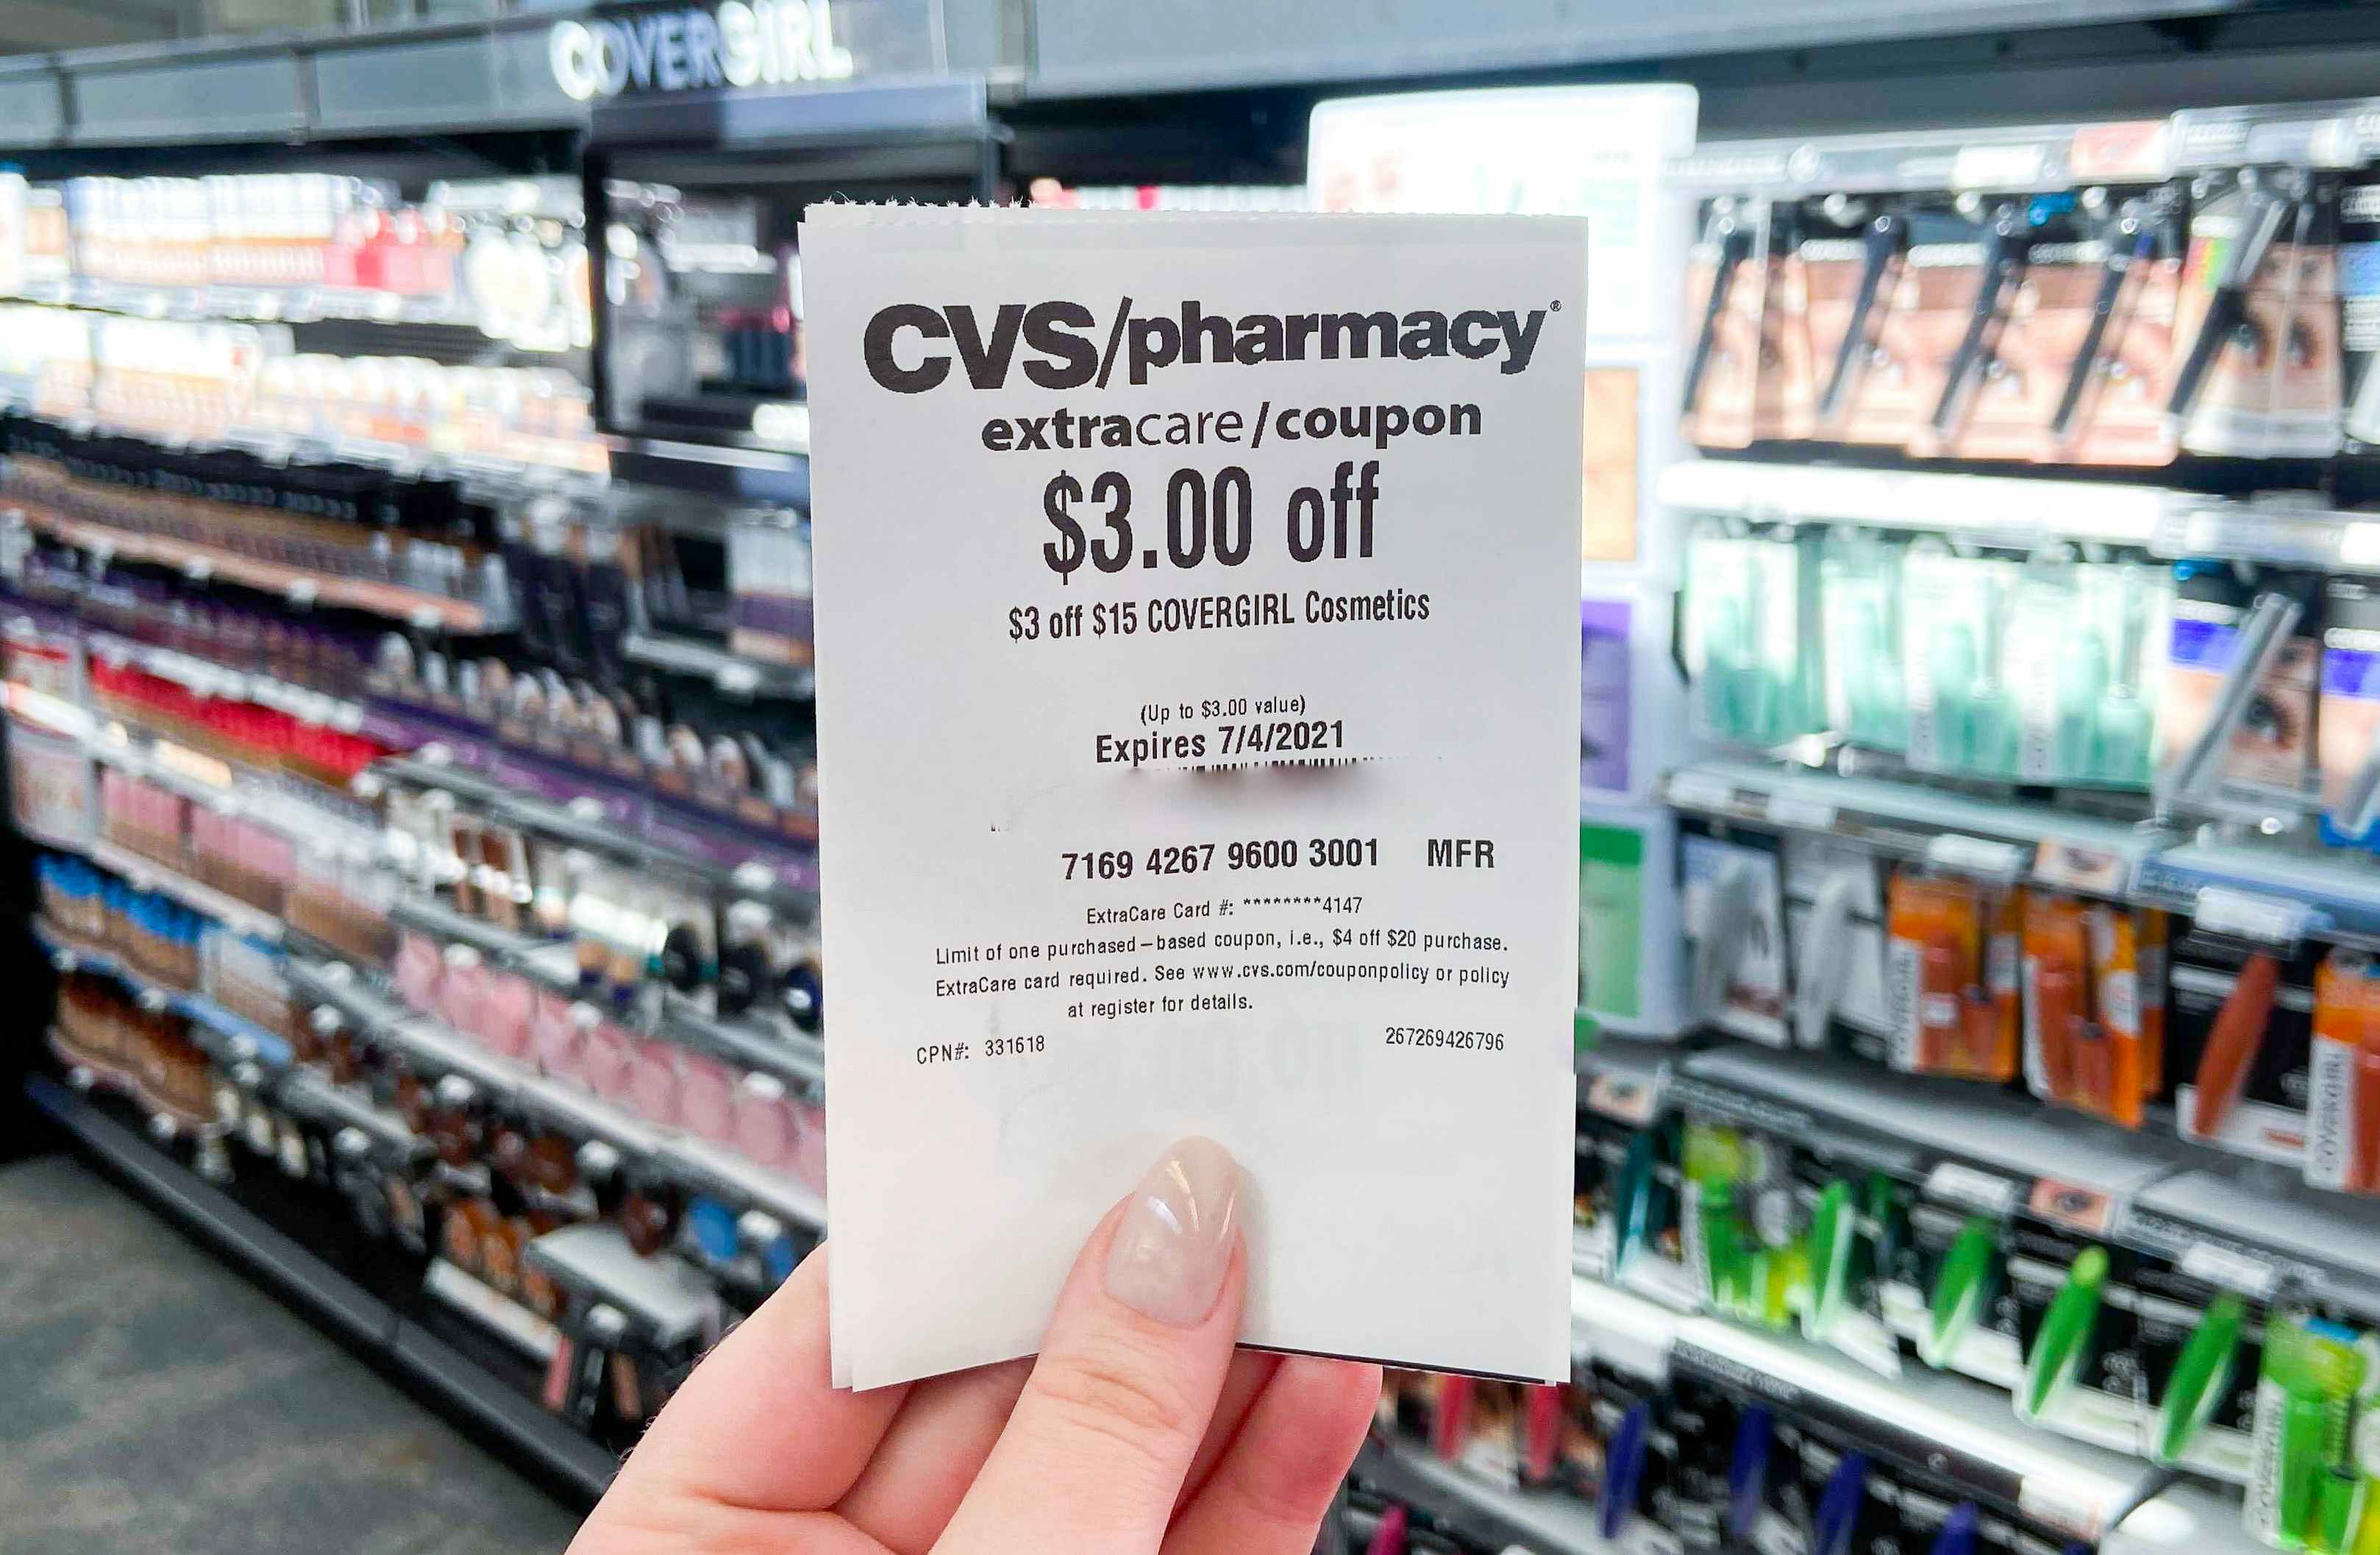 COVERGIRL
CVS/pharmacy®
extracare/coupon
$3.00 off
$3 off $15 COVERGIRL Cosmetics
(Up to $3.00 value)
Expires 7/4/2021
7169 4267 9600 3001 MFR
ExtraCare Card #: ********4147
Limit of one purchased-based coupon, i.e., $4 off $20 purchase.
ExtraCare card required. See www.cvs.com/couponpolicy or policy
at register for details.
CPN#: 331618 267269426796